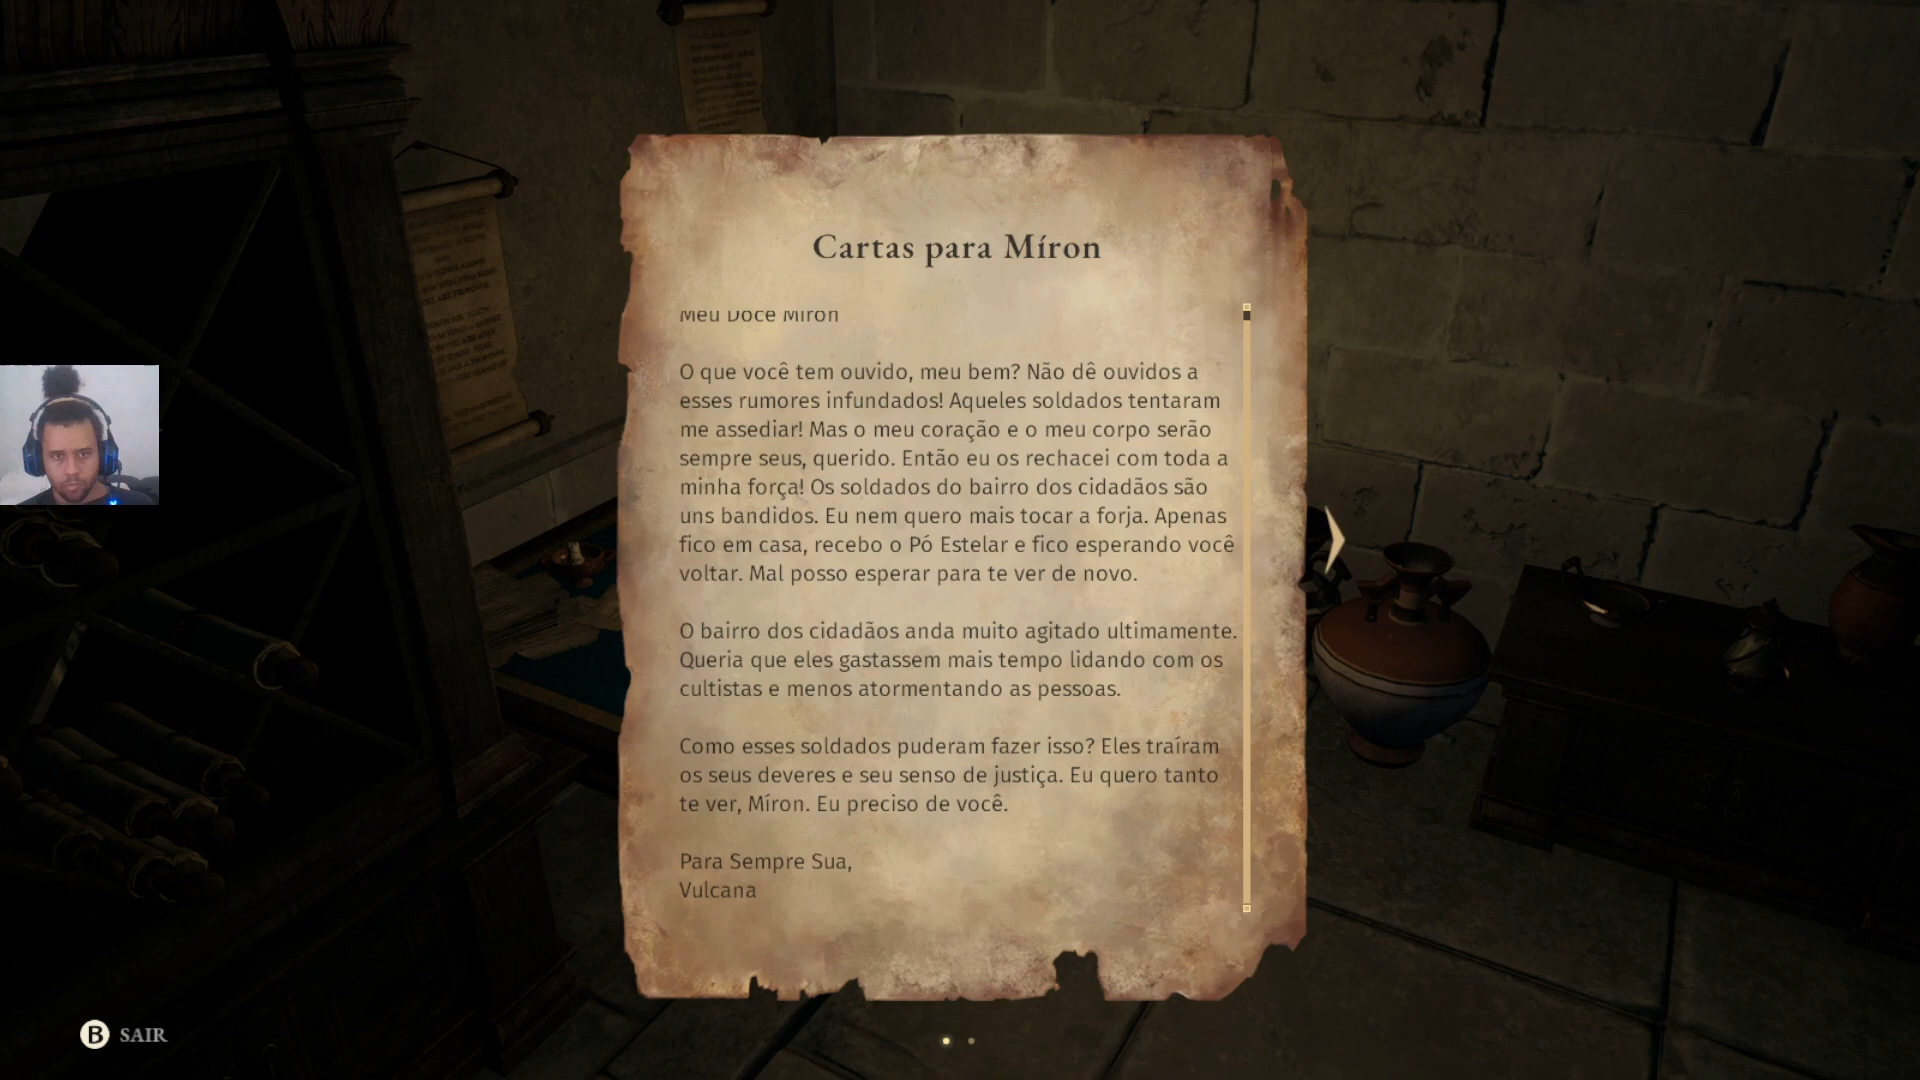 Cartas para Míron
Meu Doce Míron
O que você tem ouvido, meu bem? Não dê ouvidos a
esses rumores infundados! Aqueles soldados tentaram
me assediar! Mas o meu coração e o meu corpo serão
sempre seus, querido. Então eu os rechacei com toda a
minha força! Os soldados do bairro dos cidadãos são
uns bandidos. Eu nem quero mais tocar a forja. Apenas
fico em casa, recebo o Pó Estelar e fico esperando você
voltar. Mal posso esperar para te ver de novo.
O bairro dos cidadãos anda muito agitado ultimamente.
Queria que eles gastassem mais tempo lidando com os
cultistas e menos atormentando as pessoas.
Como esses soldados puderam fazer isso? Eles traíram
os seus deveres e seu senso de justiça. Eu quero tanto
te ver, Míron. Eu preciso de você.
Para Sempre Sua,
Vulcana
B SAIR